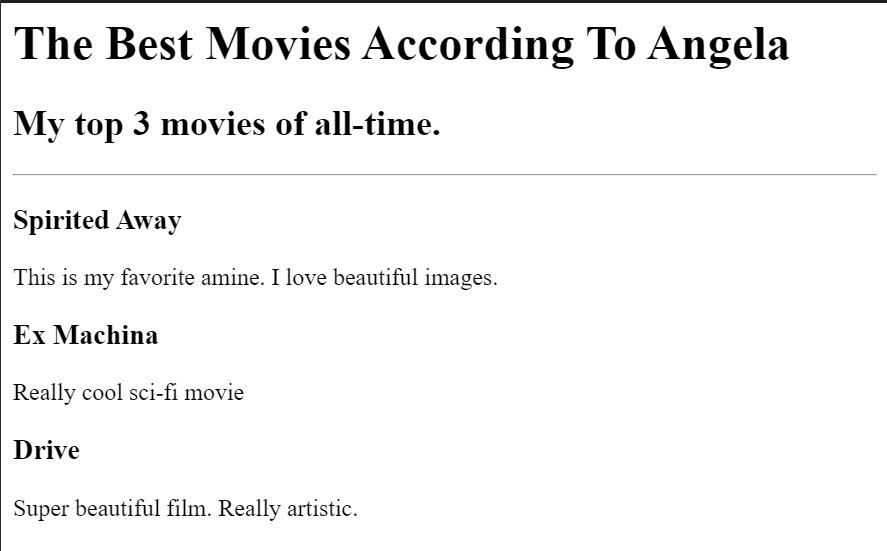 The Best Movies According To Angela
My top 3 movies of all-time.
Spirited Away
This is my favorite amine. I love beautiful images.
Ex Machina
Really cool sci-fi movie
Drive
Super beautiful film. Really artistic.